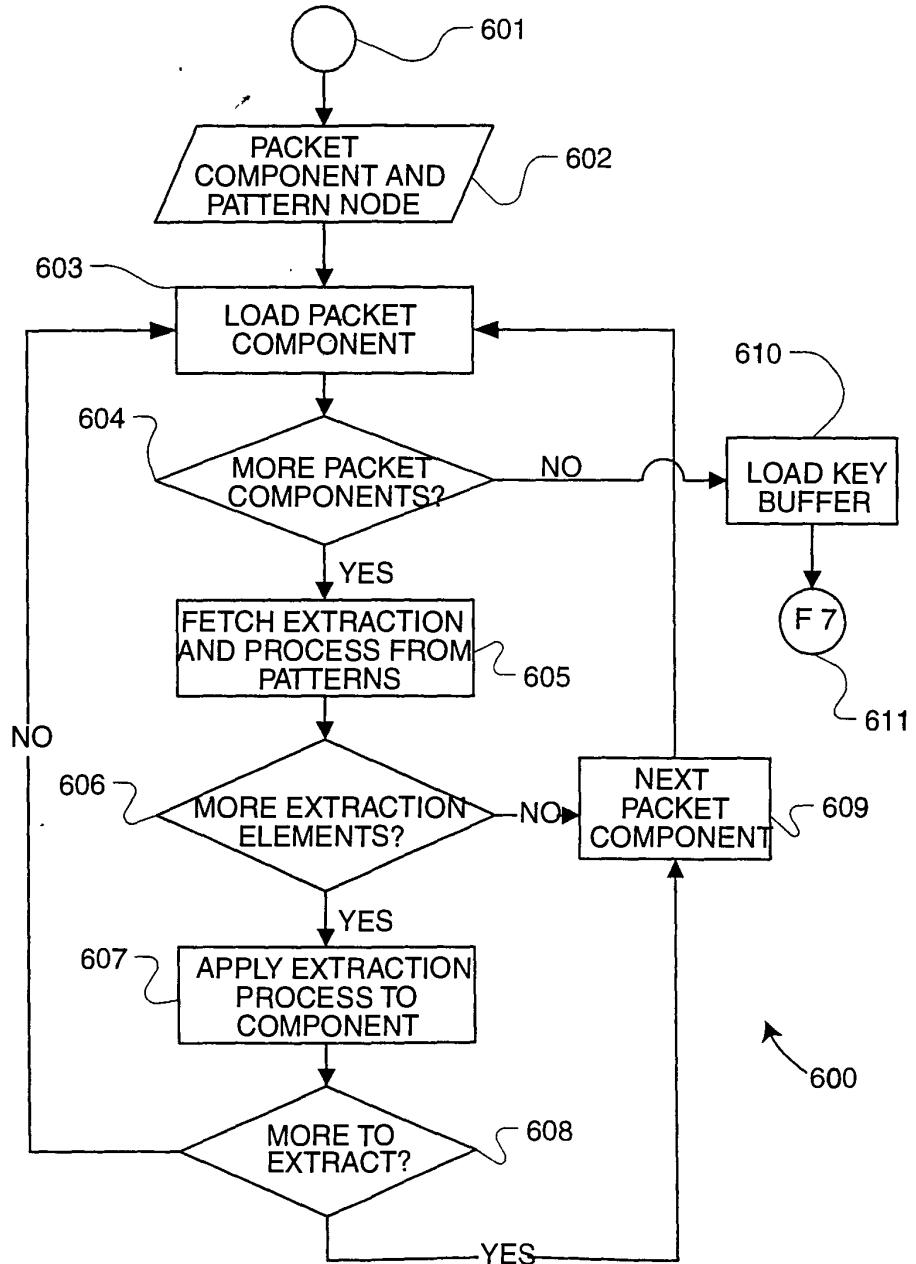 601
PACKET
COMPONENT AND
PATTERN NODE
602
603
LOAD PACKET
COMPONENT
604
MORE PACKET
COMPONENTS?
NO
610
LOAD KEY
BUFFER
YES
FETCH EXTRACTION
AND PROCESS FROM
PATTERNS
605
F 7
611
NO
606
MORE EXTRACTION
ELEMENTS?
NO
NEXT
PACKET
COMPONENT
609
YES
607
APPLY EXTRACTION
PROCESS TO
COMPONENT
600
MORE TO
EXTRACT?
608
YES